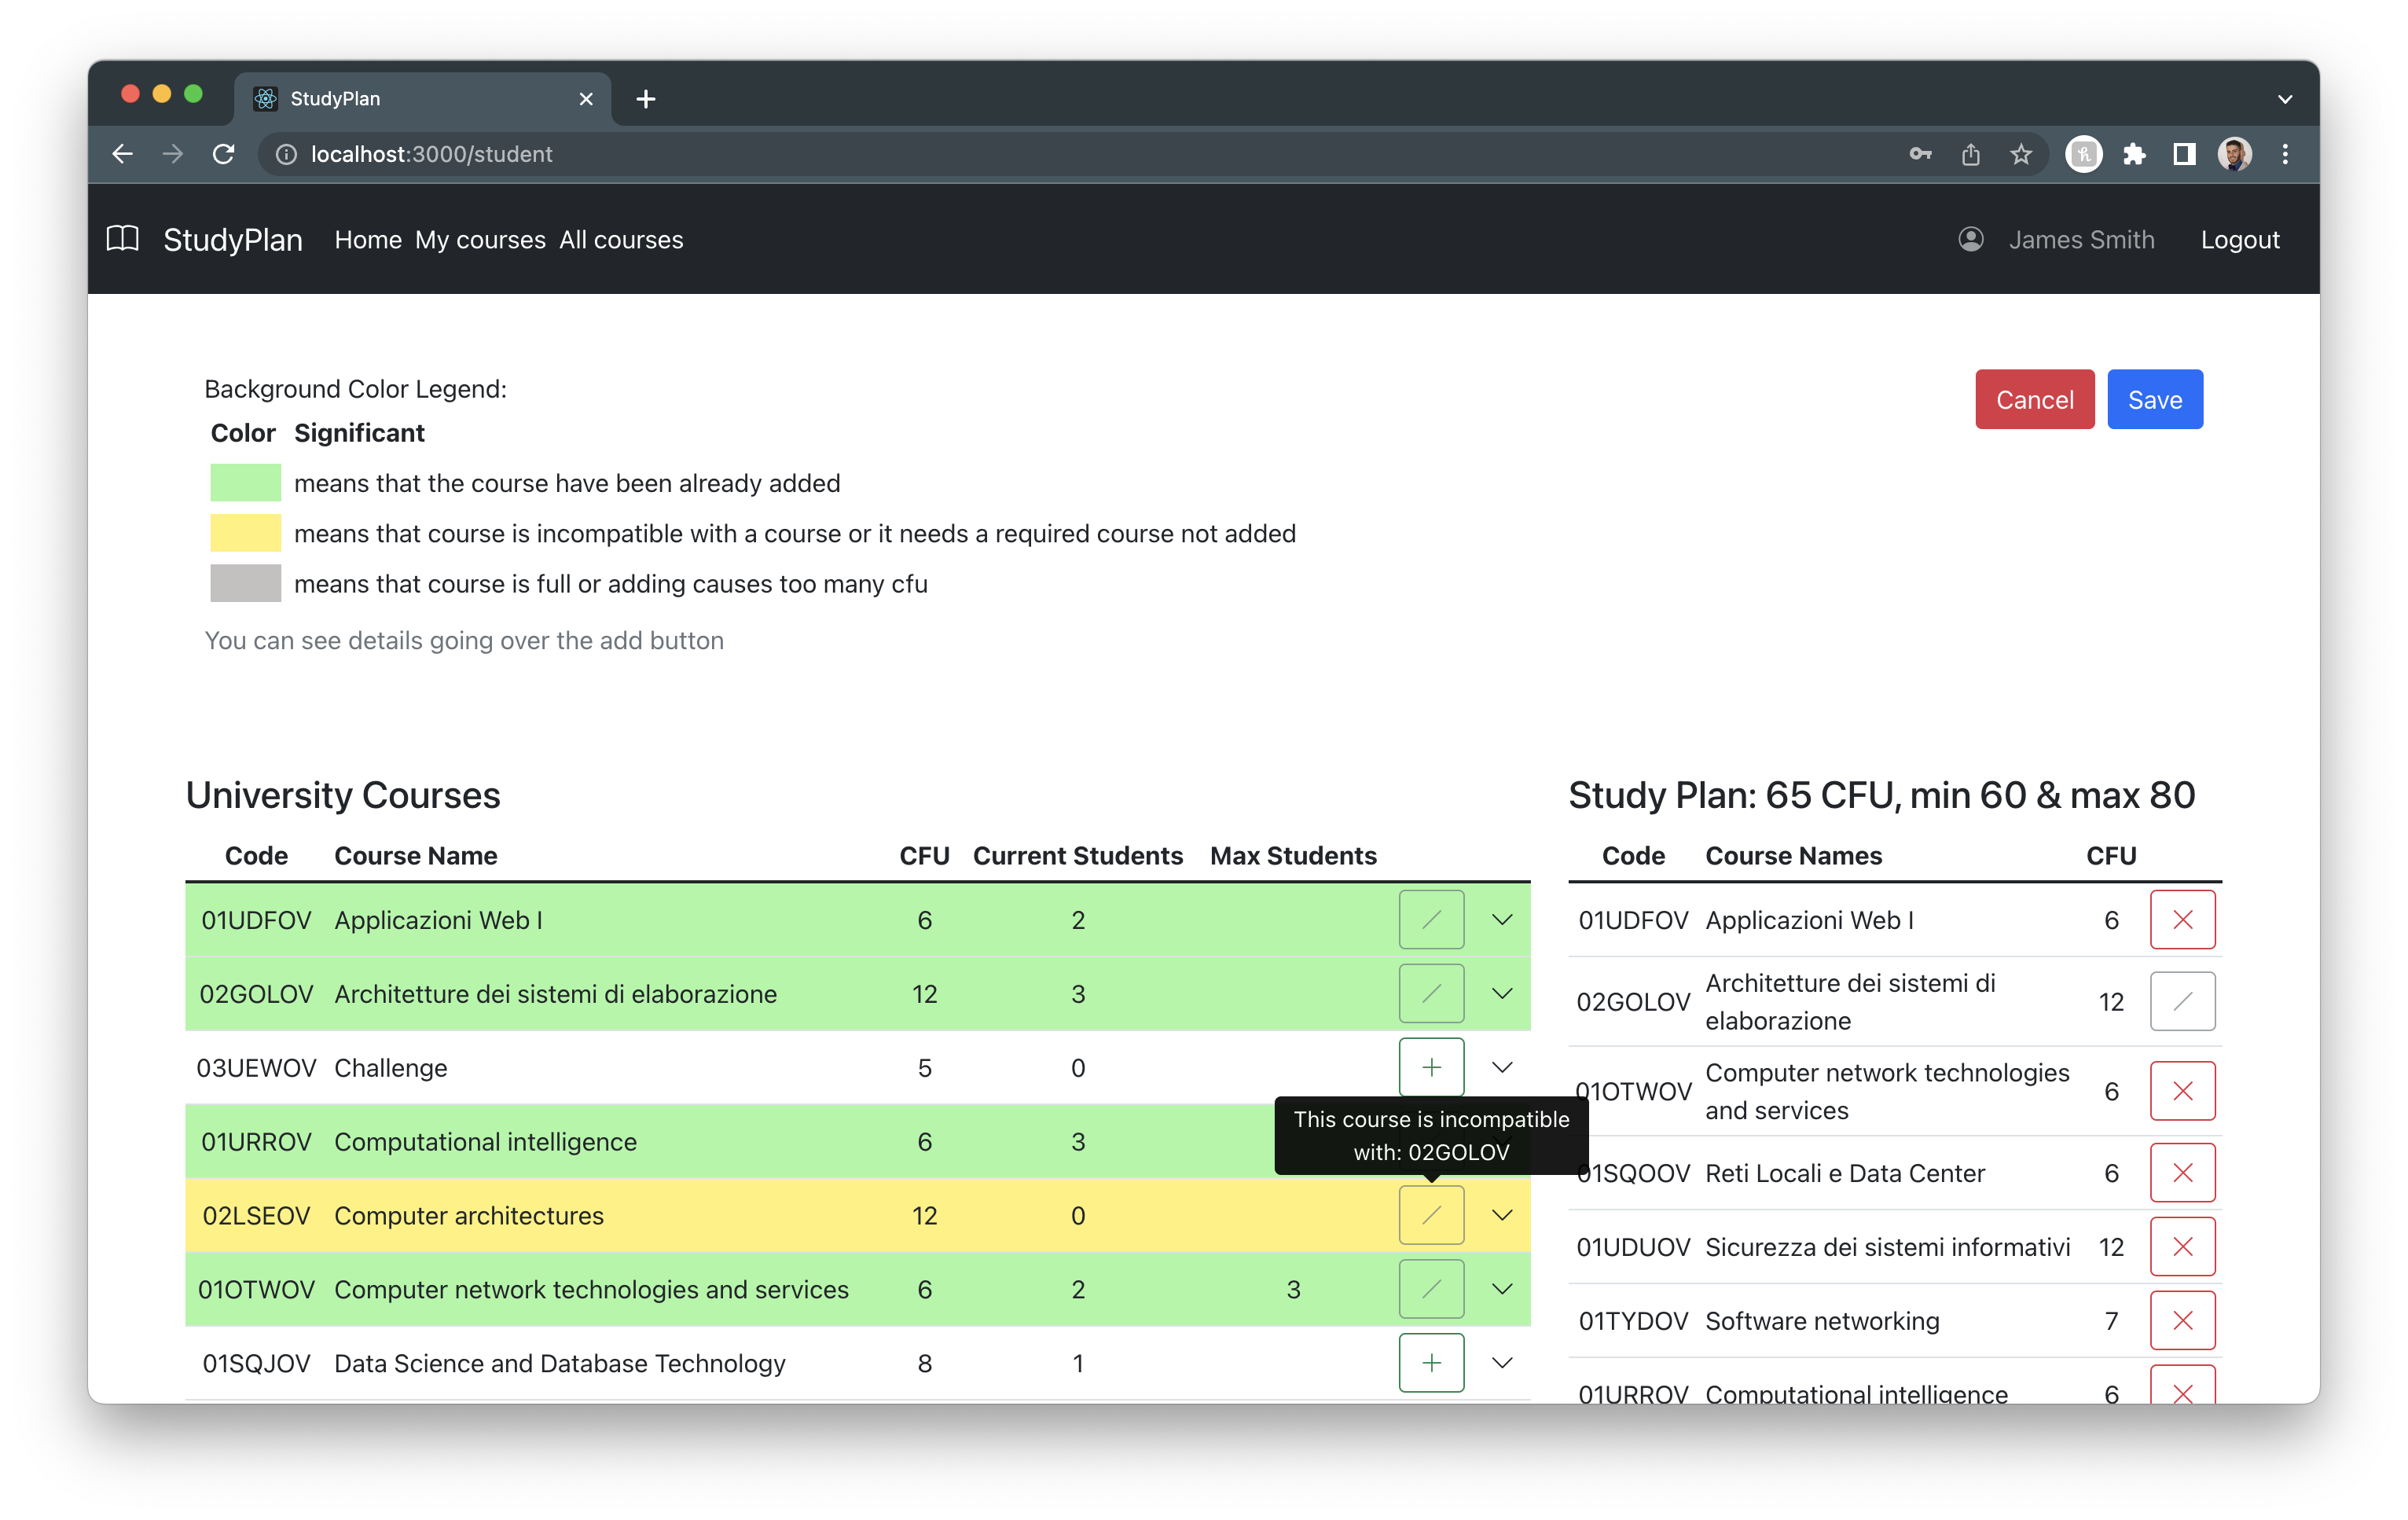 StudyPlan
localhost:3000/student
StudyPlan Home My courses All courses James Smith Logout
Background Color Legend:
Cancel Save
Color Significant
means that the course have been already added
means that course is incompatible with a course or it needs a required course not added
means that course is full or adding causes too many cfu
You can see details going over the add button
University Courses
Code Course Name CFU Current Students Max Students
01UDFOV Applicazioni Web I 6 2
02GOLOV Architetture dei sistemi di elaborazione 12 3
03UEWOV Challenge 5 0
01URROV Computational intelligence 6 3
This course is incompatible
with: 02GOLOV
02LSEOV Computer architectures 12 0
01OTWOV Computer network technologies and services 6 2 3
01SQJOV Data Science and Database Technology 8 1
Study Plan: 65 CFU, min 60 & max 80
Code Course Names CFU
01UDFOV Applicazioni Web I 6
02GOLOV Architetture dei sistemi di
elaborazione 12
01OTWOV Computer network technologies
and services 6
01SQOOV Reti Locali e Data Center 6
01UDUOV Sicurezza dei sistemi informativi 12
01TYDOV Software networking 7
01URROV Computational intelligence 6